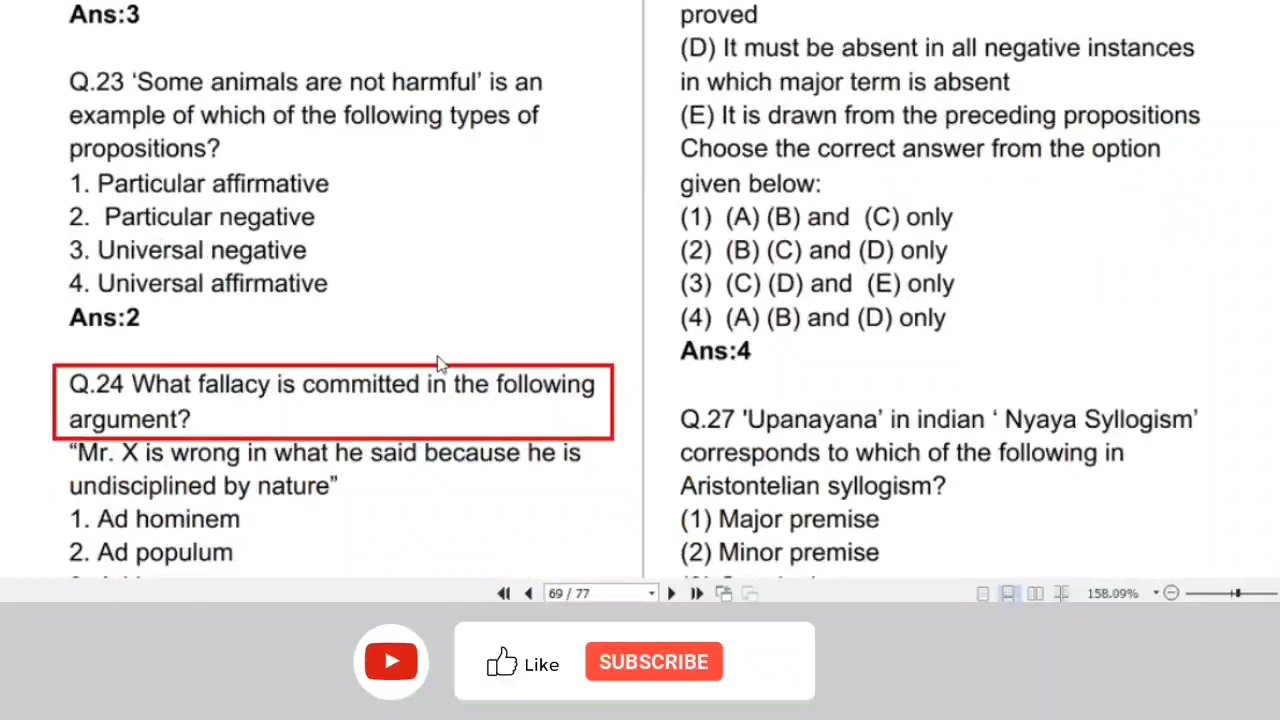 Ans:3
Q.23 ‘Some animals are not harmful’ is an
example of which of the following types of
propositions?
1. Particular affirmative
2. Particular negative
3. Universal negative
4. Universal affirmative
Ans:2
Q.24 What fallacy is committed in the following
argument?
“Mr. X is wrong in what he said because he is
undisciplined by nature”
1. Ad hominem
2. Ad populum
proved
(D) It must be absent in all negative instances
in which major term is absent
(E) It is drawn from the preceding propositions
Choose the correct answer from the option
given below:
(1) (A) (B) and (C) only
(2) (B) (C) and (D) only
(3) (C) (D) and (E) only
(4) (A) (B) and (D) only
Ans:4
Q.27 'Upanayana’ in indian ‘ Nyaya Syllogism’
corresponds to which of the following in
Aristontelian syllogism?
(1) Major premise
(2) Minor premise
69 / 77
158.09%
Like
SUBSCRIBE